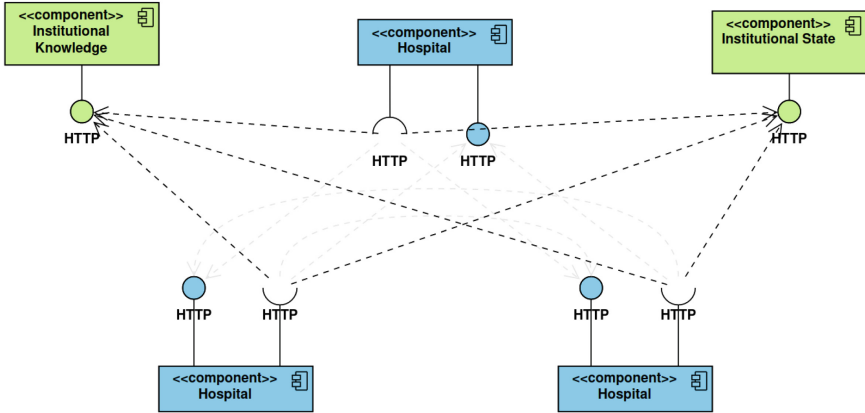 <<component>>
Institutional
Knowledge
<<component>>
Hospital
<<component>>
Institutional State
HTTP
HTTP
HTTP
HTTP
HTTP
HTTP
HTTP
HTTP
<<component>>
Hospital
<<component>>
Hospital